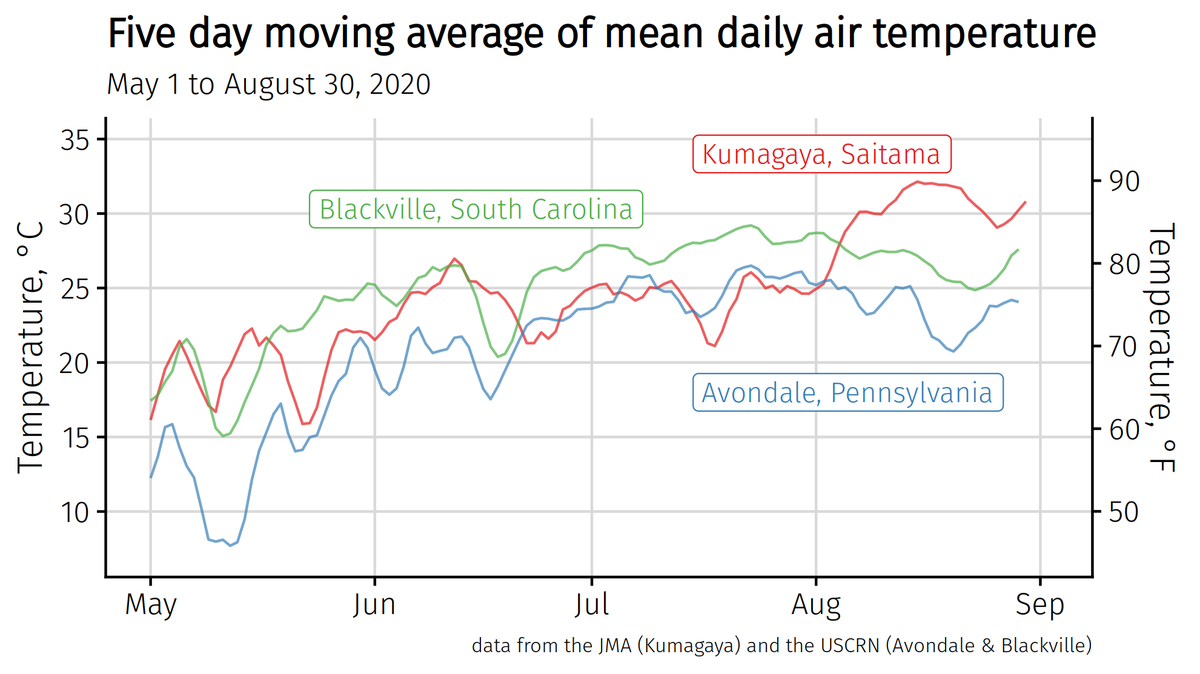 Five day moving average of mean daily air temperature
May 1 to August 30, 2020
Temperature, °C
35
30
25
20
15
10
Kumagaya, Saitama
Blackville, South Carolina
Avondale, Pennsylvania
90
80
70
60
50
Temperature, °F
May Jun Jul Aug Sep
data from the JMA (Kumagaya) and the USCRN (Avondale & Blackville)